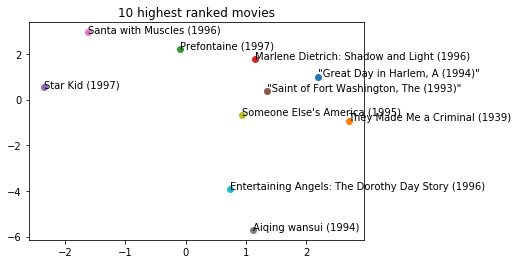 10 highest ranked movies
Santa with Muscles (1996)
Prefontaine (1997)
Marlene Dietrich: Shadow and Light (1996)
"Great Day in Harlem, A (1994)"
Star Kid (1997)
"Saint of Fort Washington, The (1993)"
Someone Else's America (1995)
They Made Me a Criminal (1939)
Entertaining Angels: The Dorothy Day Story (1996)
Aiqing wansui (1994)
2
0
−2
−4
−6
−2 −1 0 1 2